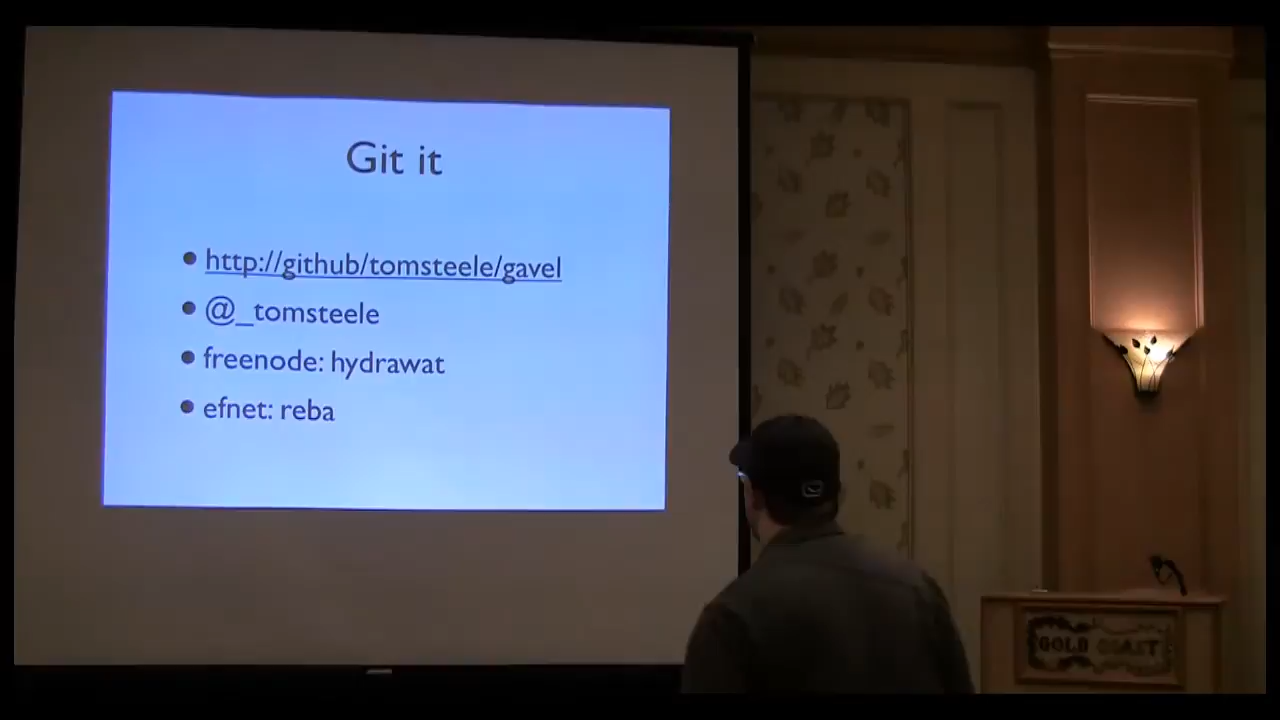 Git it
http://github/tomsteele/gavel
@_tomsteele
freenode: hydrawat
efnet: reba
GOLD COAST